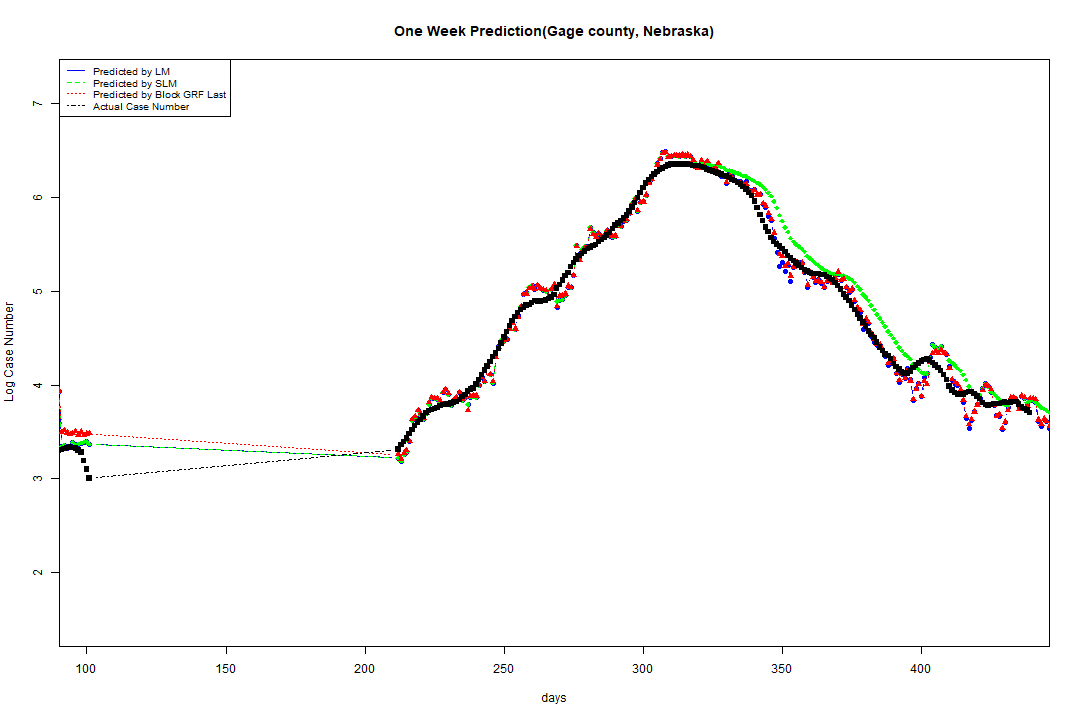 One Week Prediction(Gage county, Nebraska)
Predicted by LM
Predicted by SLM
Predicted by Block GRF Last
Actual Case Number
7
6
5
4
3
2
Log Case Number
100 150 200 250 300 350 400
days